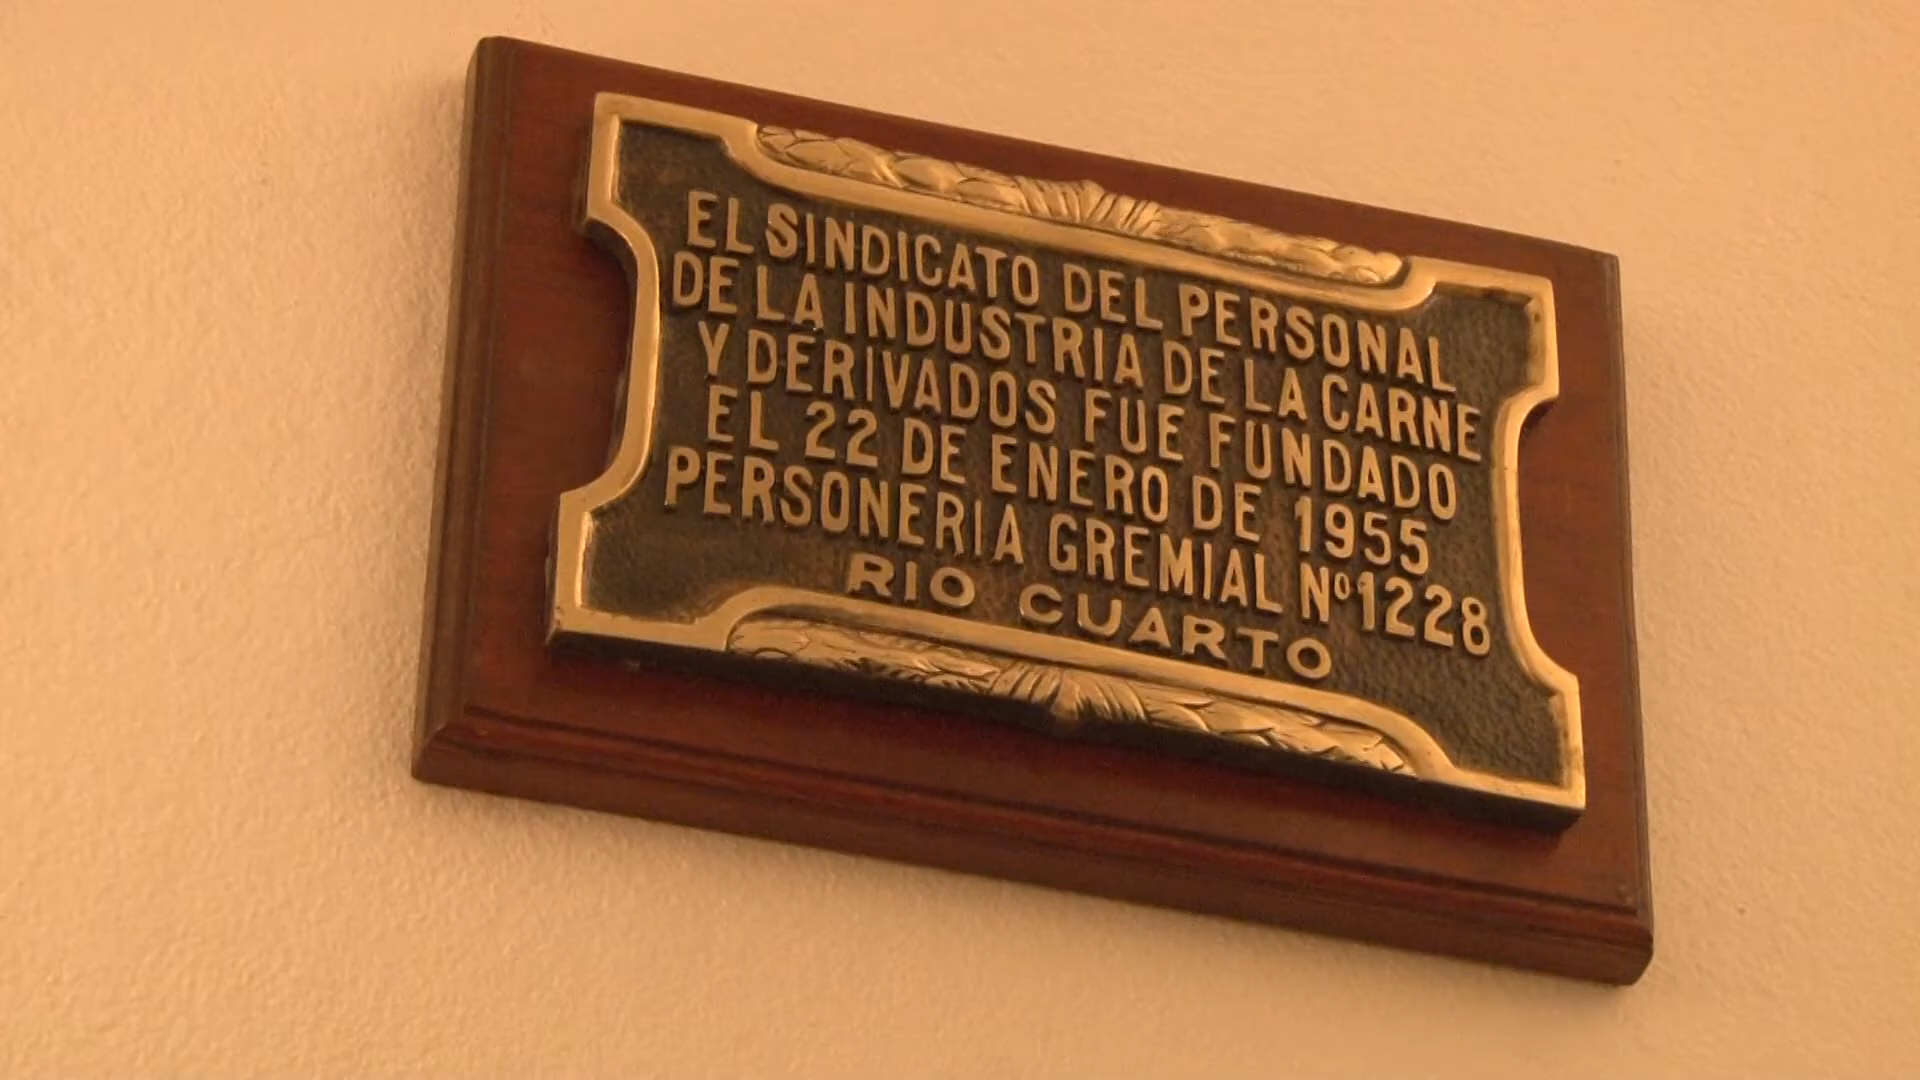 EL SINDICATO DEL PERSONAL
DE LA INDUSTRIA DE LA CARNE
Y DERIVADOS FUE FUNDADO
EL 22 DE ENERO DE 1955
PERSONERIA GREMIAL Nº1228
RIO CUARTO